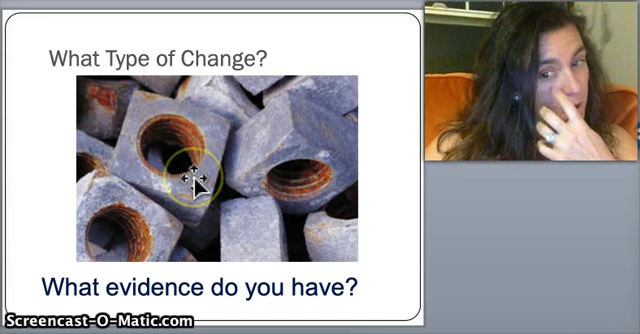 What Type of Change?
What evidence do you have?
Screencast-O-Matic.com